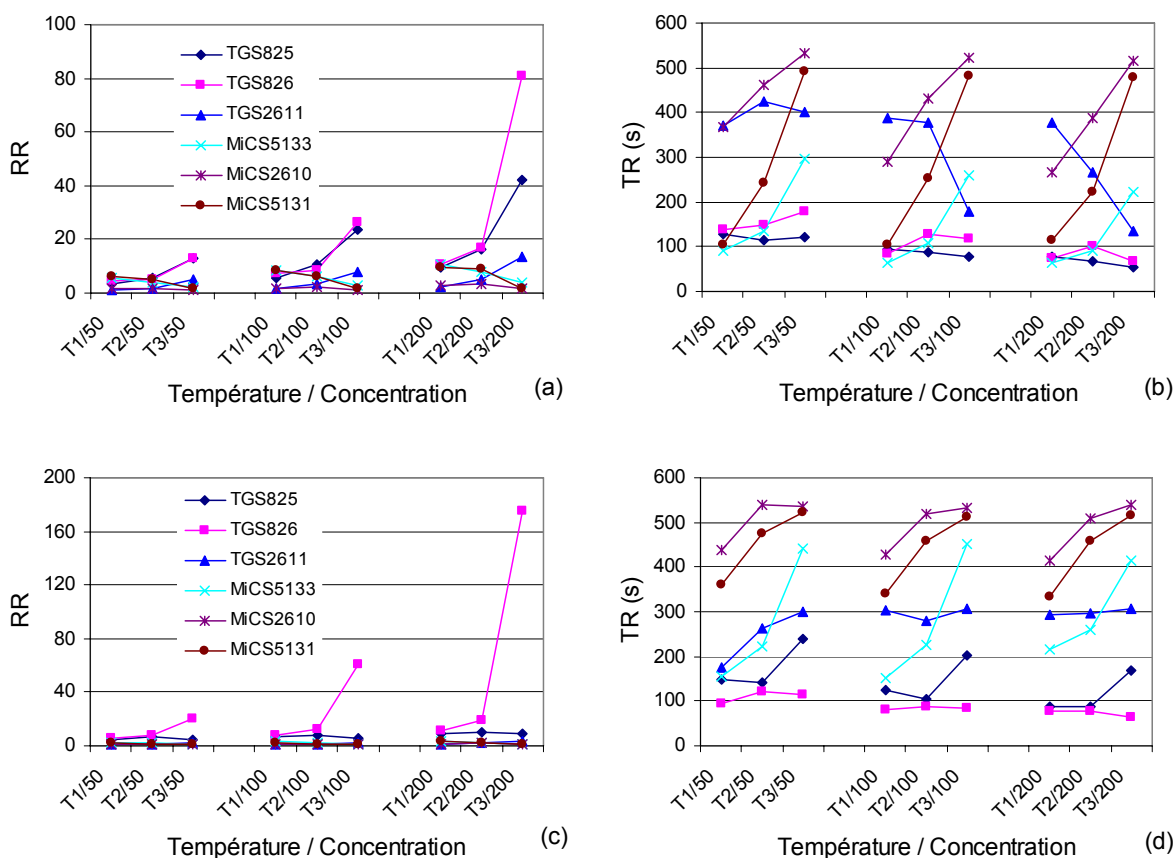 100
80
60
40
20
0
RR
TGS825
TGS826
TGS2611
MiCS5133
MiCS2610
MiCS5131
T1/50
T2/50
T3/50
T1/100
T2/100
T3/100
T1/200
T2/200
T3/200
Température / Concentration
(a)
600
500
400
300
200
100
0
TR (s)
T1/50
T2/50
T3/50
T1/100
T2/100
T3/100
T1/200
T2/200
T3/200
Température / Concentration
(b)
200
160
120
80
40
0
RR
TGS825
TGS826
TGS2611
MiCS5133
MiCS2610
MiCS5131
T1/50
T2/50
T3/50
T1/100
T2/100
T3/100
T1/200
T2/200
T3/200
Température / Concentration
(c)
600
500
400
300
200
100
0
TR (s)
T1/50
T2/50
T3/50
T1/100
T2/100
T3/100
T1/200
T2/200
T3/200
Température / Concentration
(d)